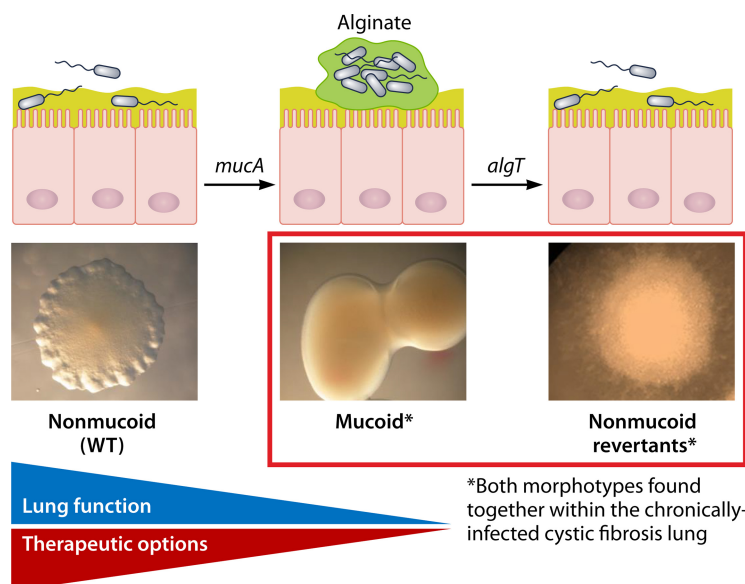 Alginate
mucA
algT
Nonmucoid
(WT)
Mucoid*
Nonmucoid
revertants*
Lung function
Therapeutic options
*Both morphotypes found
together within the chronically-
infected cystic fibrosis lung